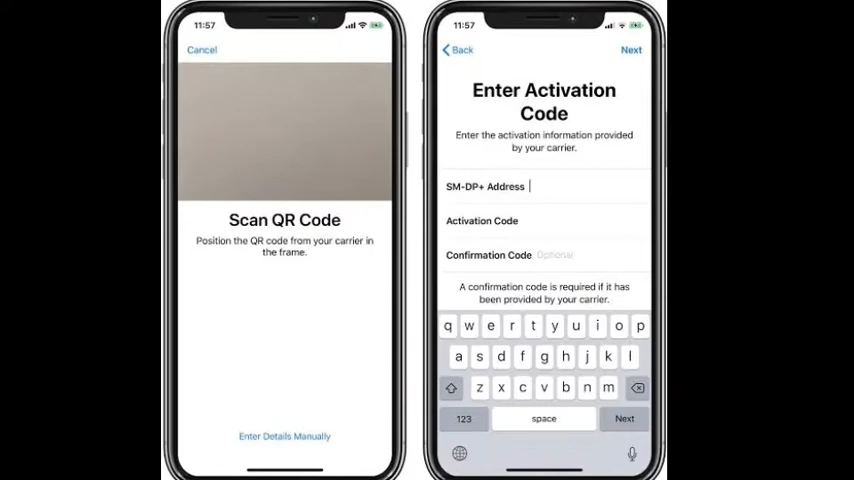 11:57
Cancel
Scan QR Code
Position the QR code from your carrier in
the frame.
Enter Details Manually
11:57
Back
Next
Enter Activation
Code
Enter the activation information provided
by your carrier.
SM-DP+ Address
Activation Code
Confirmation Code Optional
A confirmation code is required if it has
been provided by your carrier.
q w e r t y u i o p
a s d f g h j k l
z x c v b n m
123 space Next